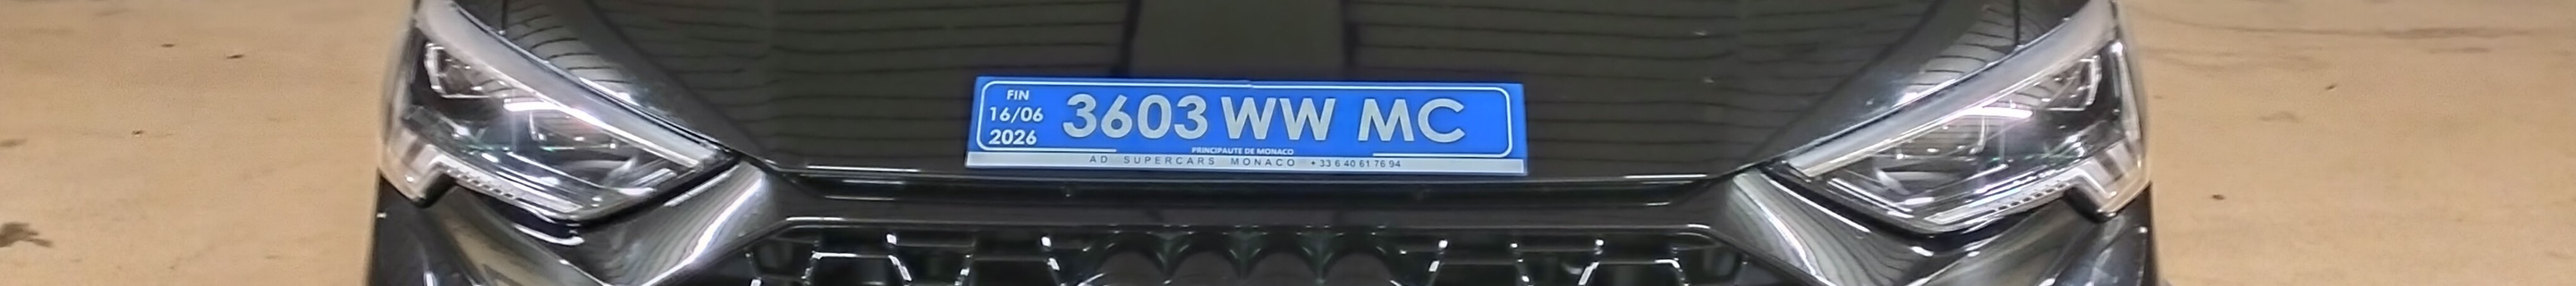 FIN
16/06
2026
3603 WW MC
PRINCIPAUTE DE MONACO
AD SUPERCARS MONACO + 33 6 40 61 76 94